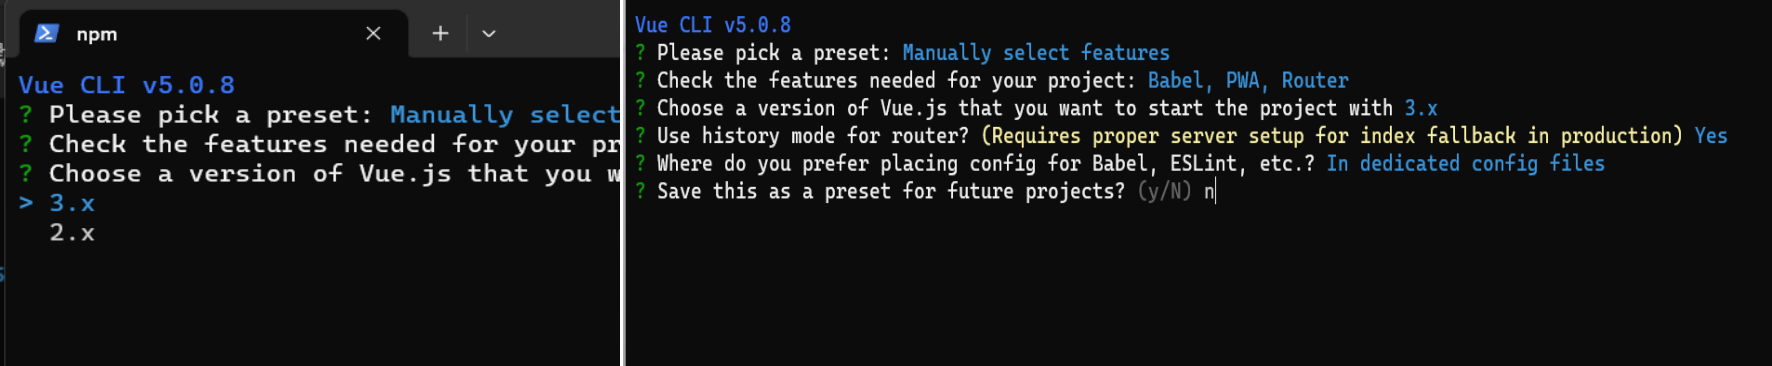 npm
Vue CLI v5.0.8
? Please pick a preset: Manually select
? Check the features needed for your pr
? Choose a version of Vue.js that you w
> 3.x
2.x
Vue CLI v5.0.8
? Please pick a preset: Manually select features
? Check the features needed for your project: Babel, PWA, Router
? Choose a version of Vue.js that you want to start the project with 3.x
? Use history mode for router? (Requires proper server setup for index fallback in production) Yes
? Where do you prefer placing config for Babel, ESLint, etc.? In dedicated config files
? Save this as a preset for future projects? (y/N) n